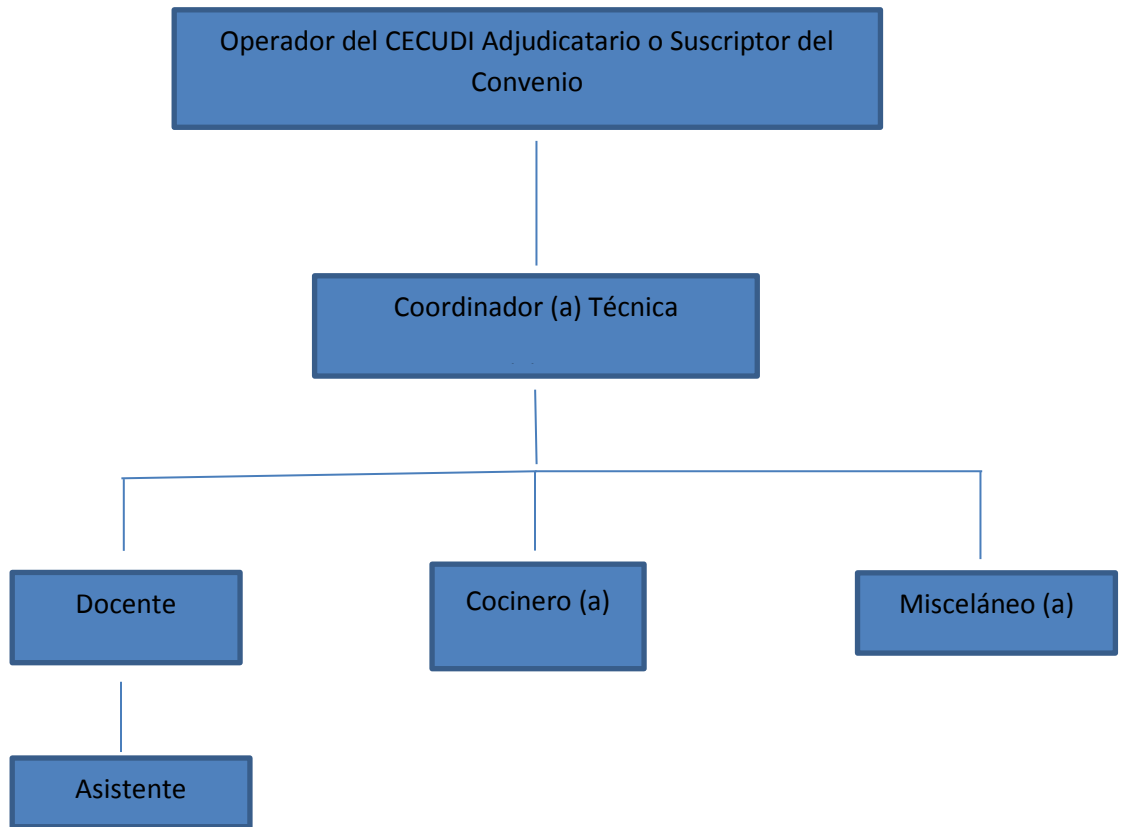 Operador del CECUDI Adjudicatario o Suscriptor del
Convenio
Coordinador (a) Técnica
Docente
Cocinero (a)
Misceláneo (a)
Asistente